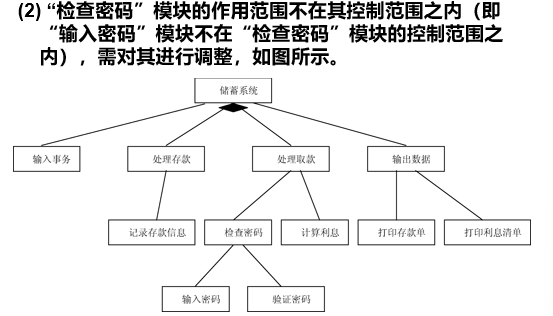 (2) “检查密码”模块的作用范围不在其控制范围之内（即
“输入密码”模块不在“检查密码”模块的控制范围之
内），需对其进行调整，如图所示。
储蓄系统
输入事务
处理存款
处理取款
输出数据
记录存款信息
检查密码
计算利息
打印存款单
打印利息清单
输入密码
验证密码